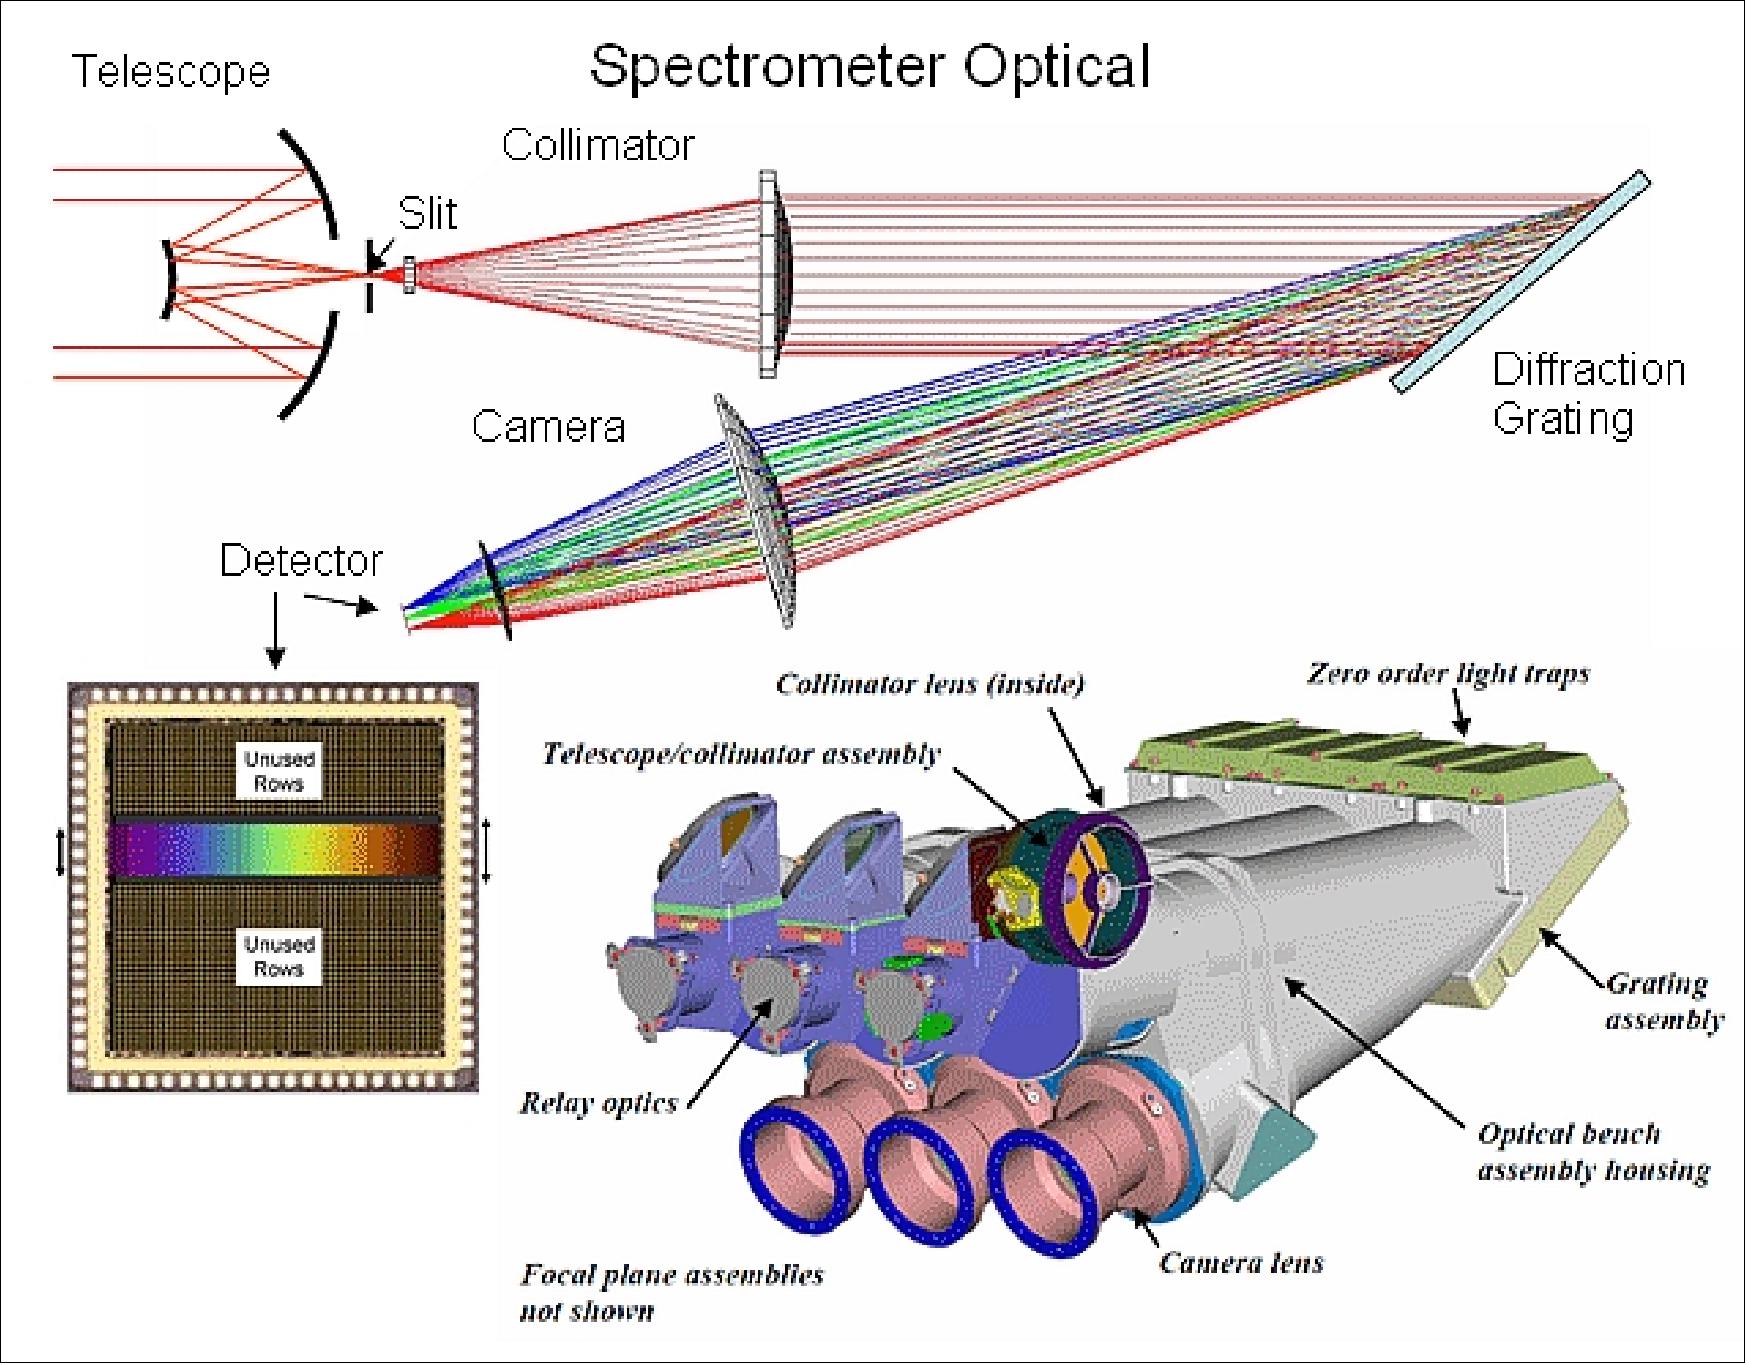 Spectrometer Optical
Telescope
Collimator
Slit
Diffraction
Grating
Camera
Detector
Unused
Rows
Unused
Rows
Collimator lens (inside)
Zero order light traps
Telescope/collimator assembly
Grating
assembly
Relay optics
Optical bench
assembly housing
Camera lens
Focal plane assemblies
not shown